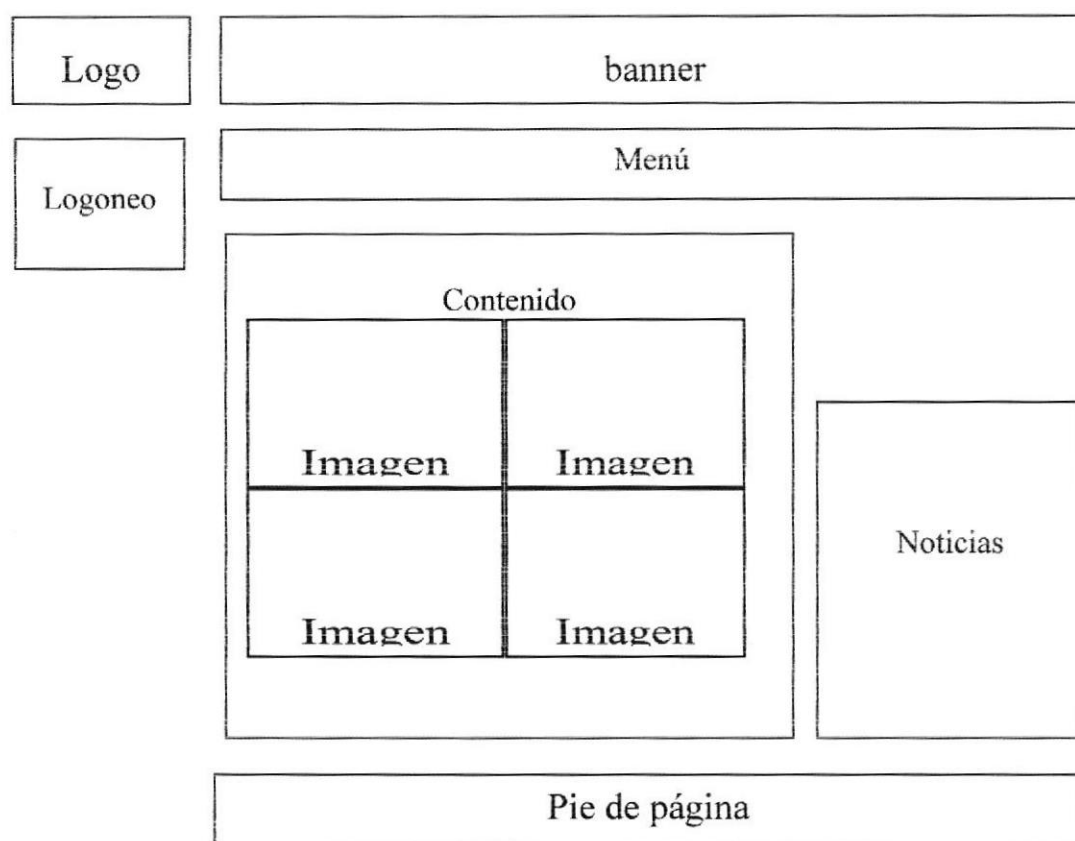 Logo
banner
Logoneo
Menú
Contenido
Imagen
Imagen
Imagen
Imagen
Noticias
Pie de página